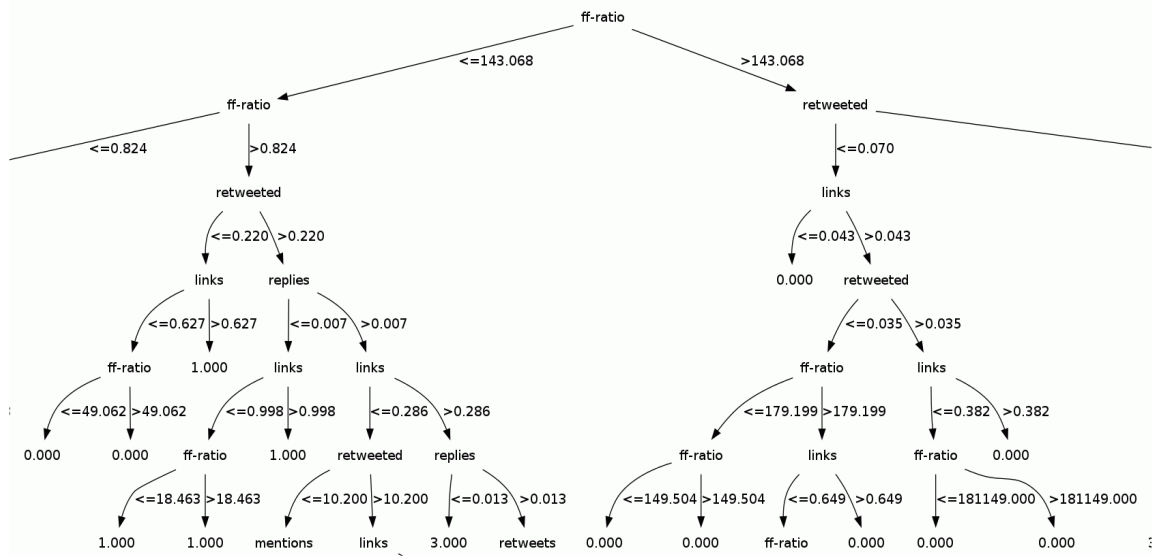 ff-ratio
<=143.068 >143.068
ff-ratio retweeted
<=0.824 >0.824 <=0.070
retweeted links
<=0.220 >0.220 <=0.043 >0.043
links replies 0.000 retweeted
<=0.627 >0.627 <=0.007 >0.007 <=0.035 >0.035
ff-ratio 1.000 links links ff-ratio links
<=49.062 >49.062 <=0.998 >0.998 <=0.286 >0.286 <=179.199 >179.199 <=0.382 >0.382
0.000 0.000 ff-ratio 1.000 retweeted replies ff-ratio links ff-ratio 0.000
<=18.463 >18.463 <=10.200 >10.200 <=0.013 >0.013 <=149.504 >149.504 <=0.649 >0.649 <=181149.000 >181149.000
1.000 1.000 mentions links 3.000 retweets 0.000 0.000 ff-ratio 0.000 0.000 0.000